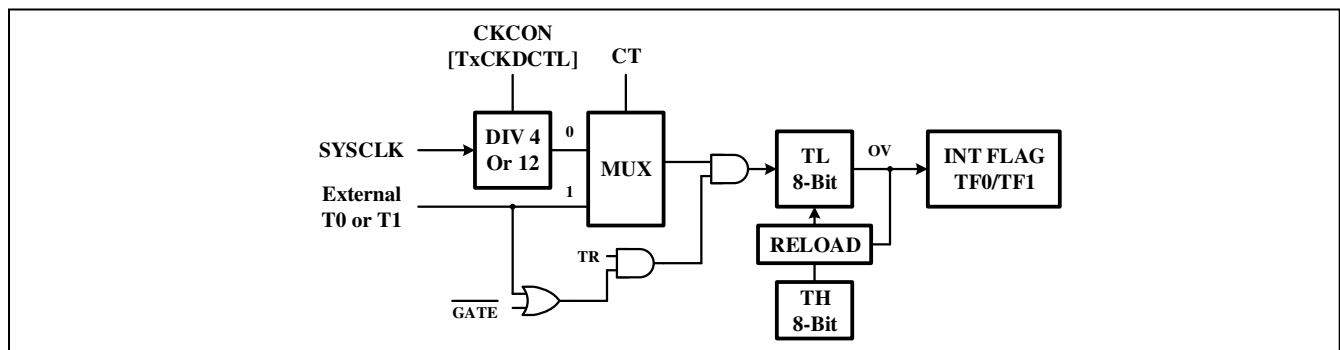 CKCON
[TxCKDCTL]
CT
SYSCLK
DIV 4
Or 12
0
MUX
External
T0 or T1
1
TR
GATE
TL
8-Bit
OV
INT FLAG
TF0/TF1
RELOAD
TH
8-Bit